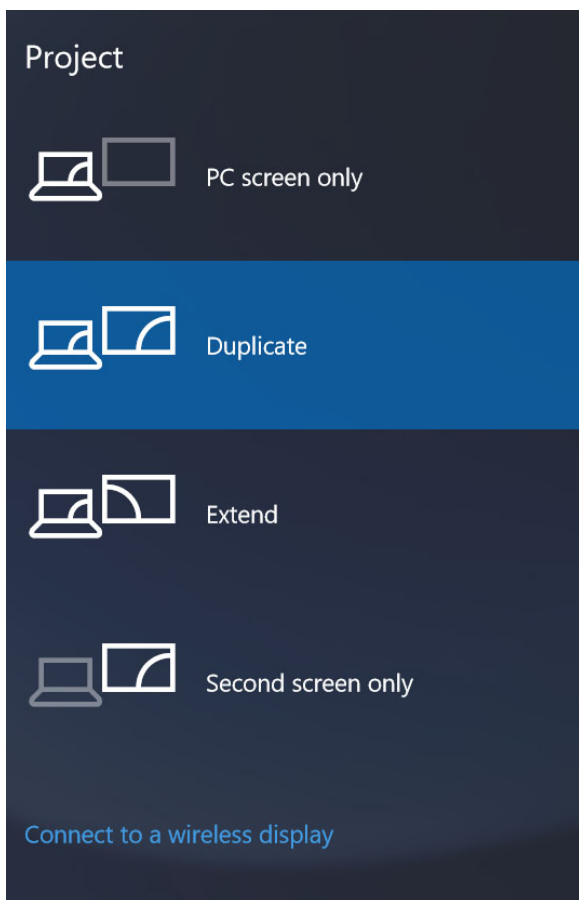 Project
PC screen only
Duplicate
Extend
Second screen only
Connect to a wireless display